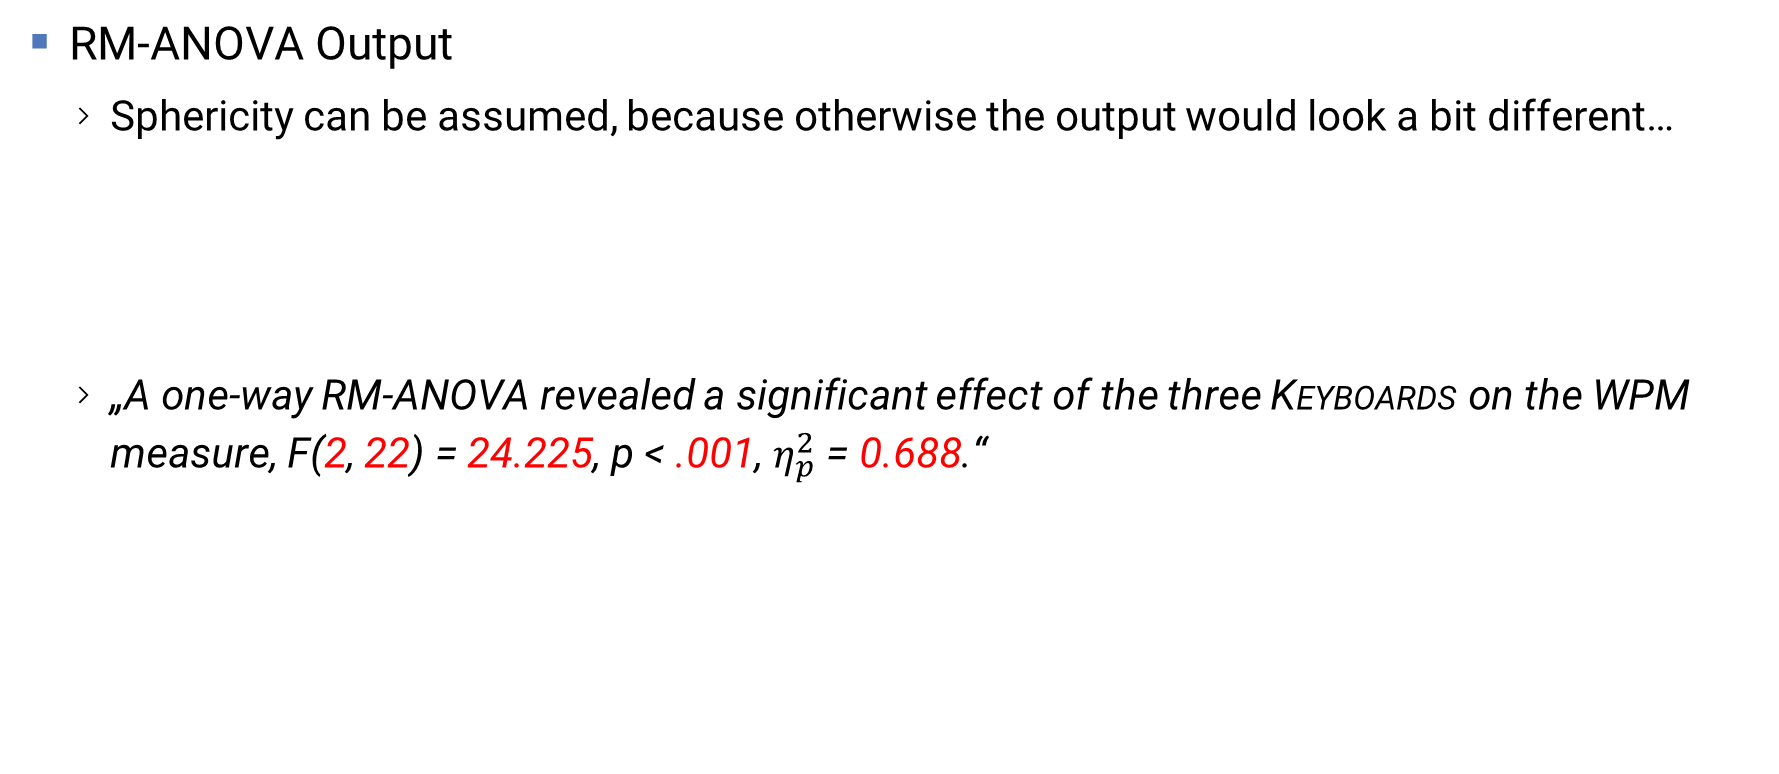 RM-ANOVA Output
Sphericity can be assumed, because otherwise the output would look a bit different…
„A one-way RM-ANOVA revealed a significant effect of the three KEYBOARDS on the WPM
measure, F(2, 22) = 24.225, p < .001, η²ₚ = 0.688.“